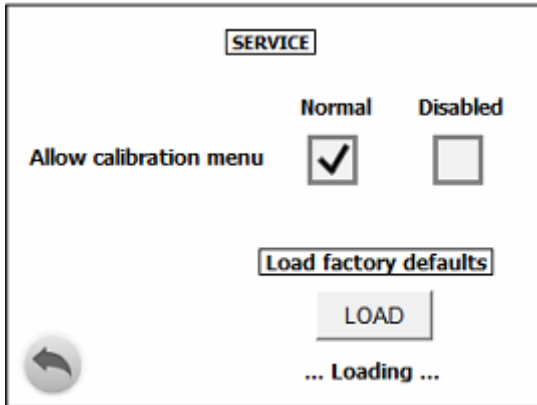 SERVICE
Normal Disabled
Allow calibration menu
Load factory defaults
LOAD
... Loading ...